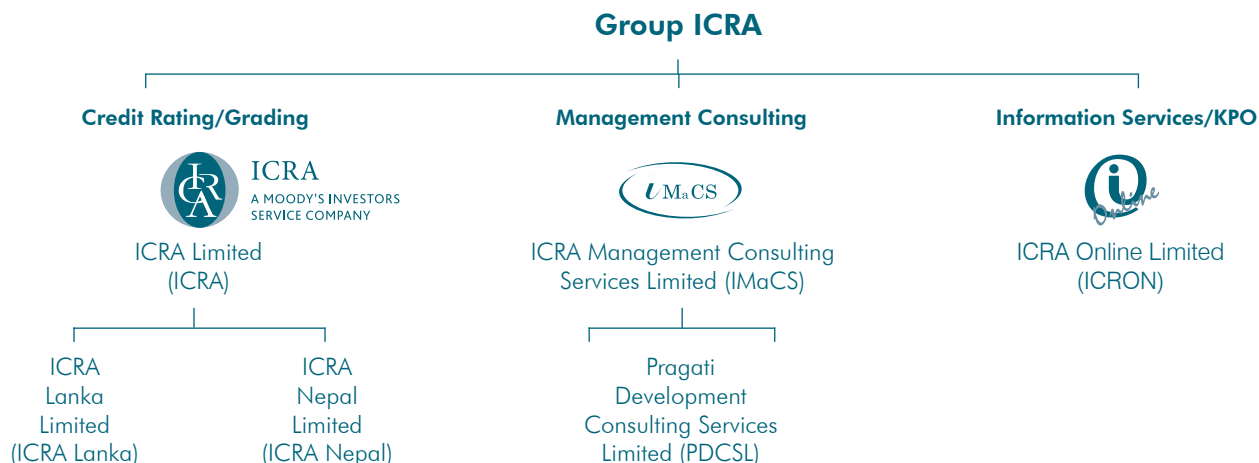 Group ICRA
Credit Rating/Grading
Management Consulting
Information Services/KPO
ICRA
ICRA
A MOODY'S INVESTORS
SERVICE COMPANY
IMaCS
i
Online
ICRA Limited
(ICRA)
ICRA Management Consulting
Services Limited (IMaCS)
ICRA Online Limited
(ICRON)
ICRA
Lanka
Limited
(ICRA Lanka)
ICRA
Nepal
Limited
(ICRA Nepal)
Pragati
Development
Consulting Services
Limited (PDCSL)